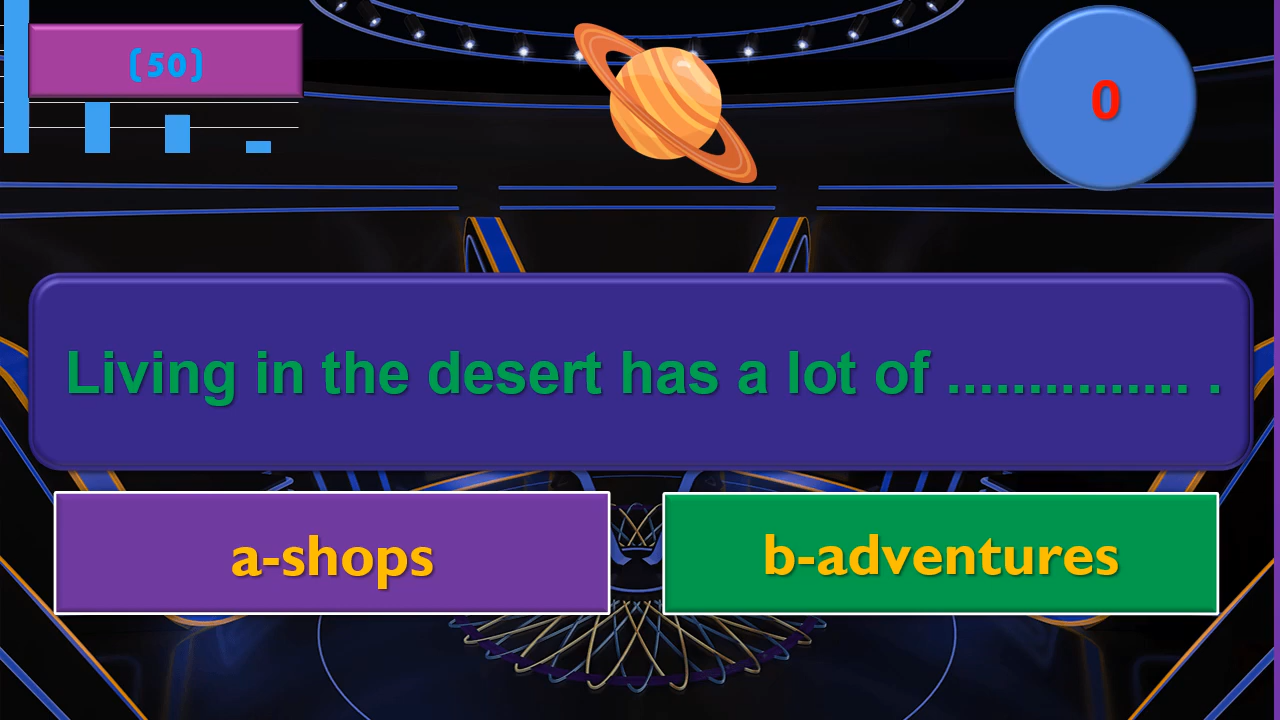 (50)
0
Living in the desert has a lot of ............... .
a-shops
b-adventures